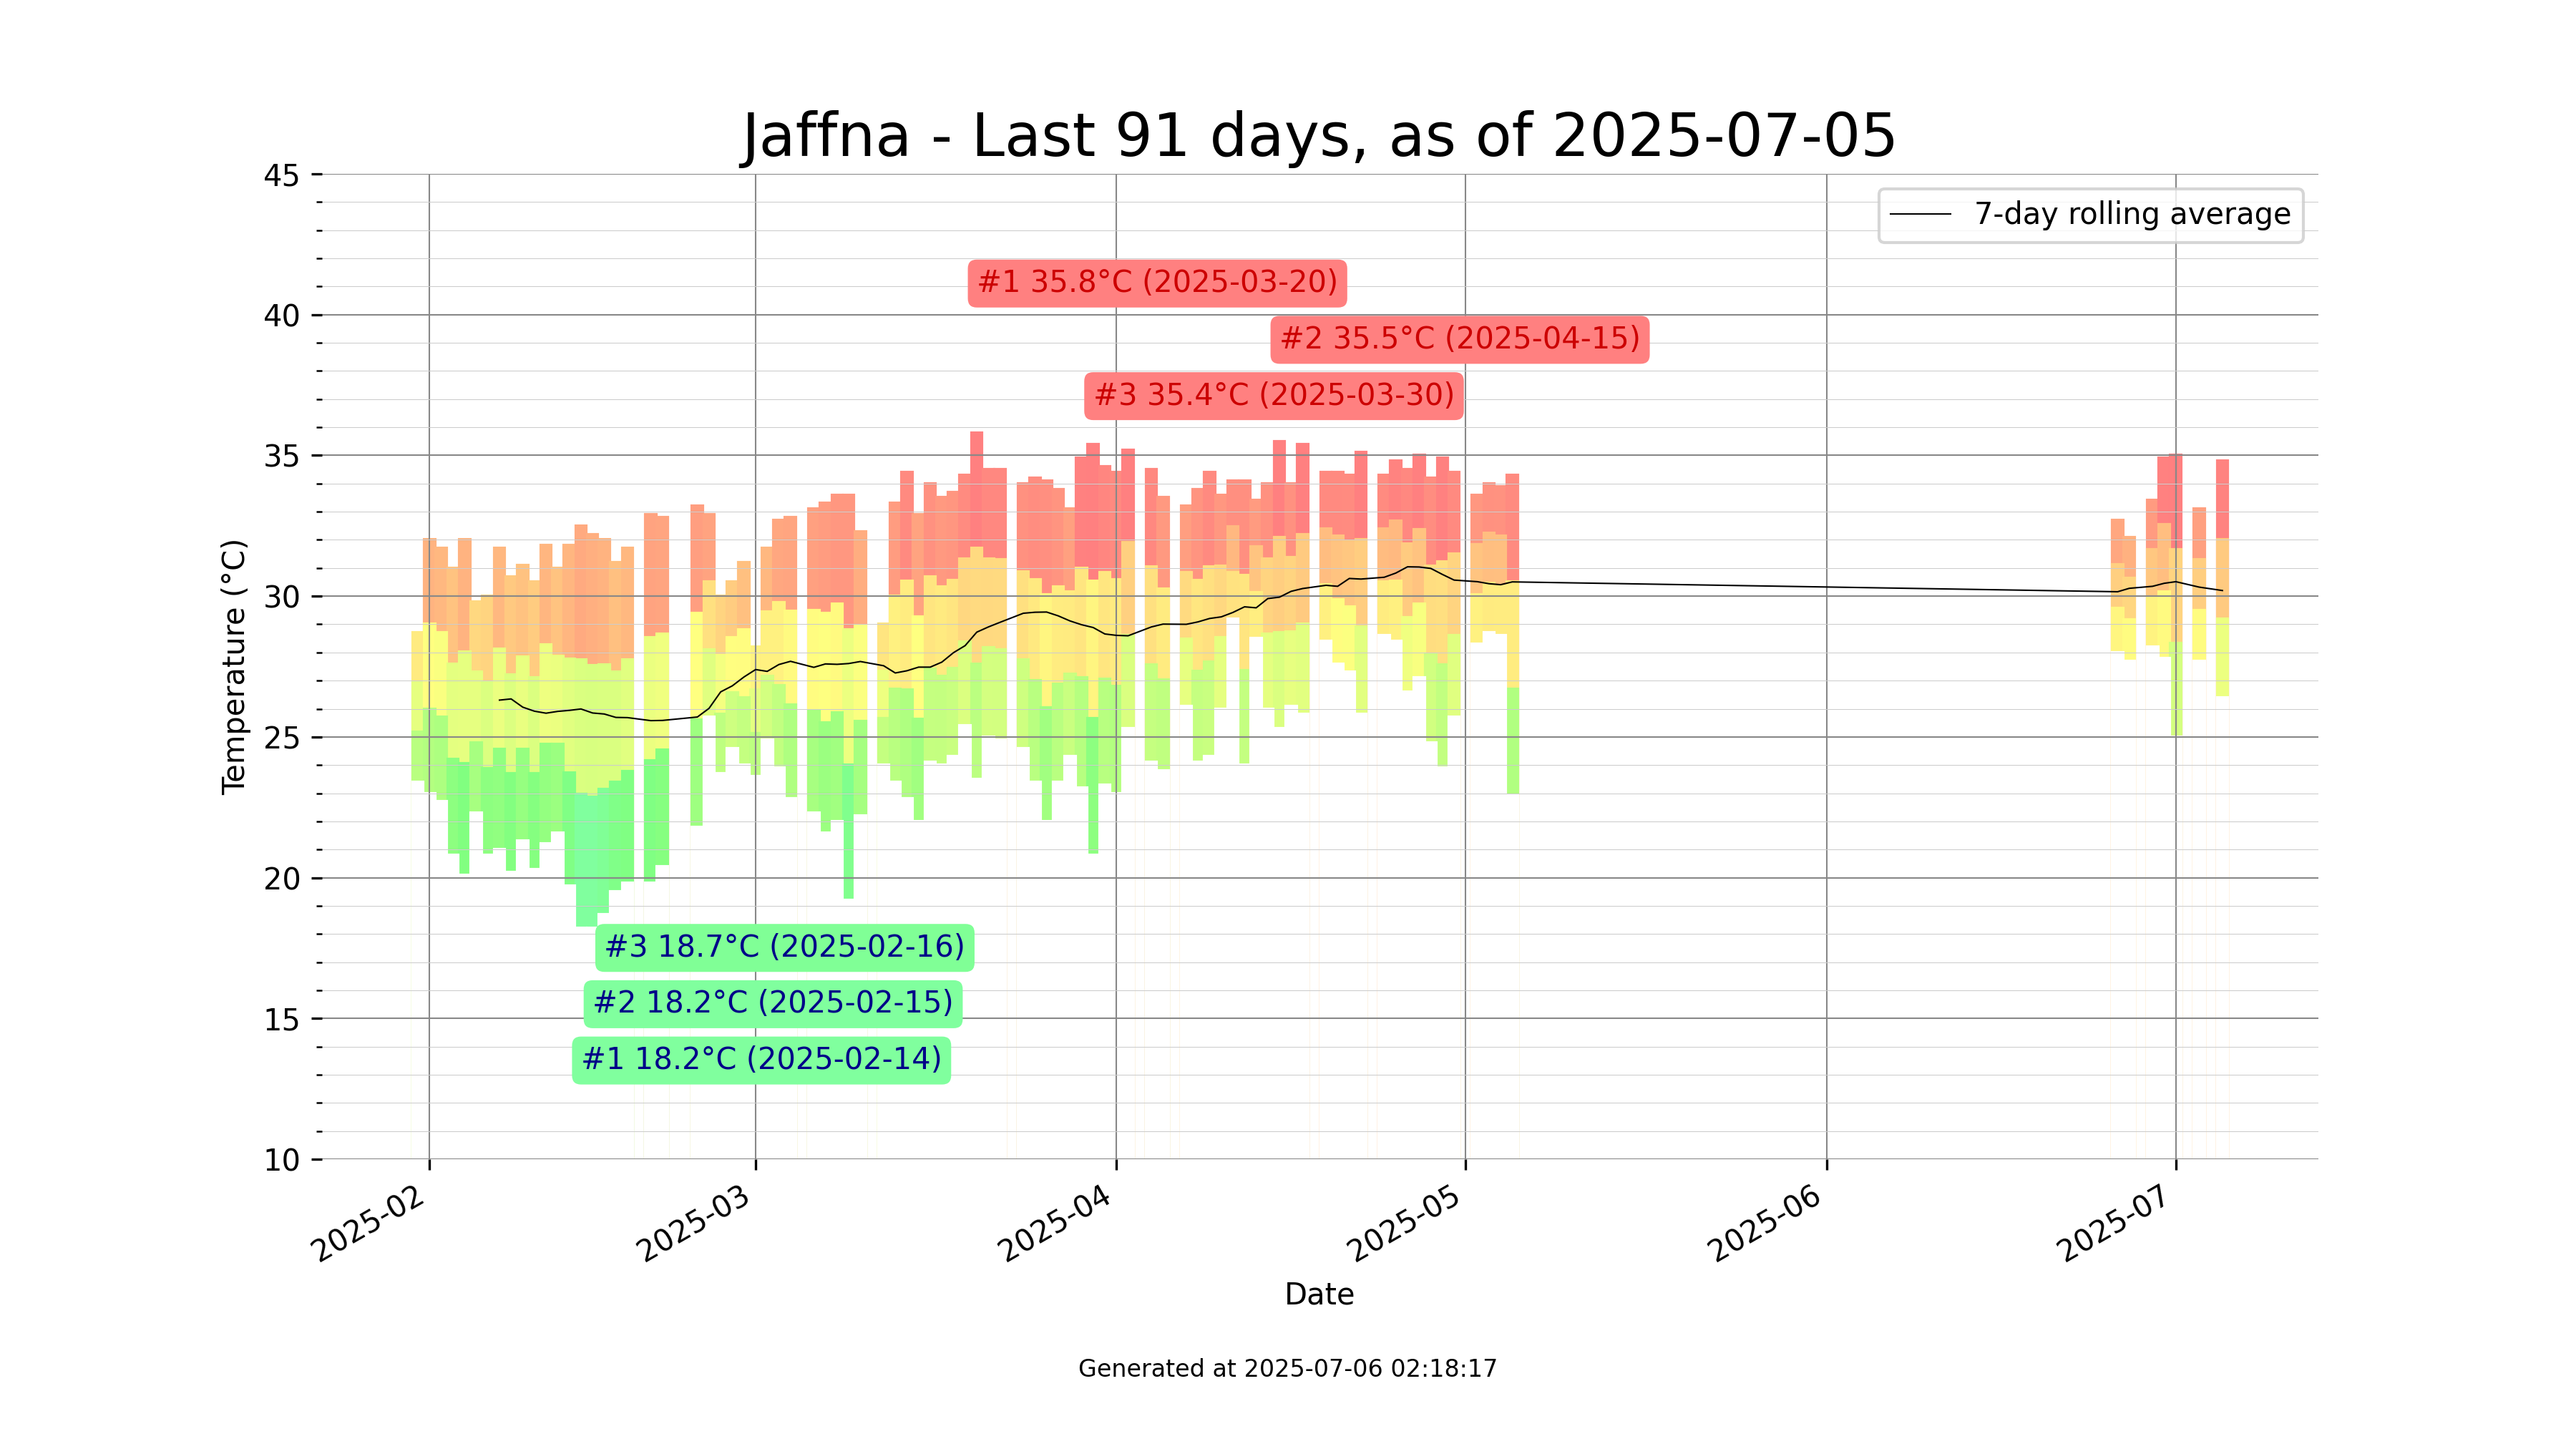 Jaffna - Last 91 days, as of 2025-07-05
45
40
35
30
25
20
15
10
Temperature (°C)
7-day rolling average
#1 35.8°C (2025-03-20)
#2 35.5°C (2025-04-15)
#3 35.4°C (2025-03-30)
#3 18.7°C (2025-02-16)
#2 18.2°C (2025-02-15)
#1 18.2°C (2025-02-14)
2025-02
2025-03
2025-04
2025-05
2025-06
2025-07
Date
Generated at 2025-07-06 02:18:17